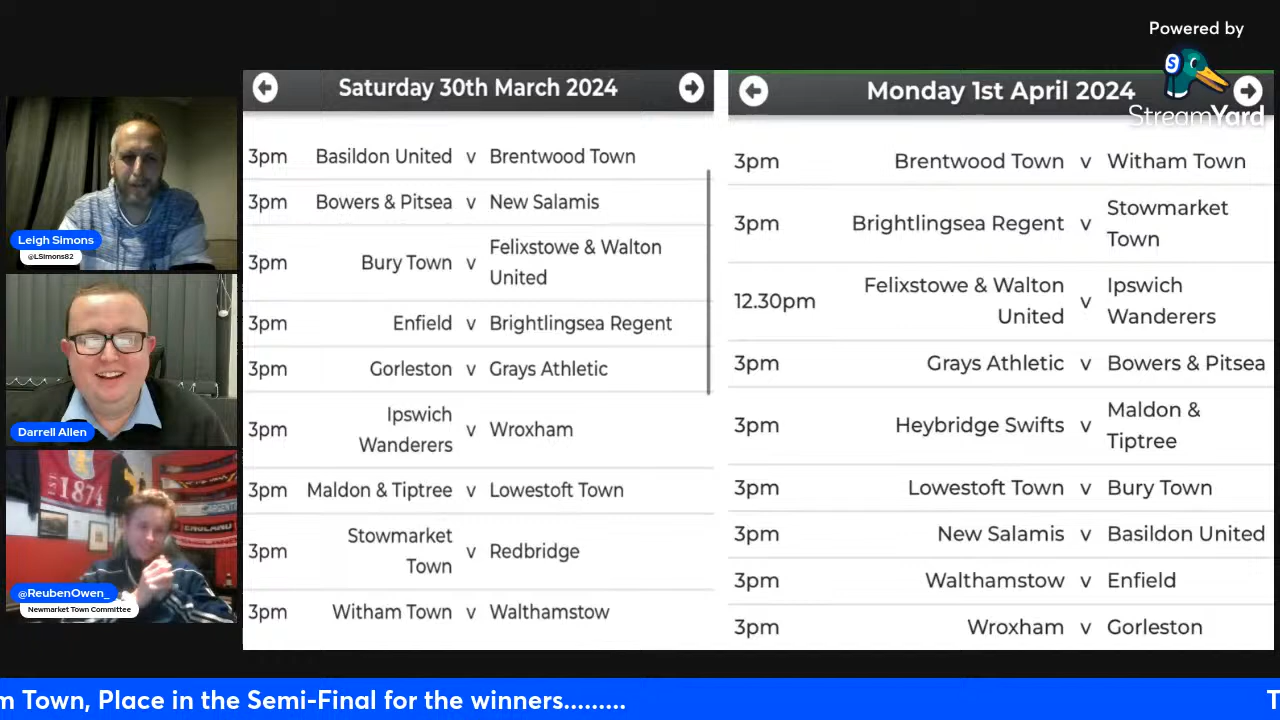 Powered by
StreamYard
Saturday 30th March 2024
3pm Basildon United v Brentwood Town
3pm Bowers & Pitsea v New Salamis
3pm Bury Town v Felixstowe & Walton
United
3pm Enfield v Brightlingsea Regent
3pm Gorleston v Grays Athletic
3pm Ipswich
Wanderers v Wroxham
3pm Maldon & Tiptree v Lowestoft Town
3pm Stowmarket
Town v Redbridge
3pm Witham Town v Walthamstow
Monday 1st April 2024
3pm Brentwood Town v Witham Town
3pm Brightlingsea Regent v Stowmarket
Town
12.30pm Felixstowe & Walton
United v Ipswich
Wanderers
3pm Grays Athletic v Bowers & Pitsea
3pm Heybridge Swifts v Maldon &
Tiptree
3pm Lowestoft Town v Bury Town
3pm New Salamis v Basildon United
3pm Walthamstow v Enfield
3pm Wroxham v Gorleston
Leigh Simons
@LSimons82
Darrell Allen
1874
ENGLAND
@ReubenOwen_
Newmarket Town Committee
m Town, Place in the Semi-Final for the winners.........
T